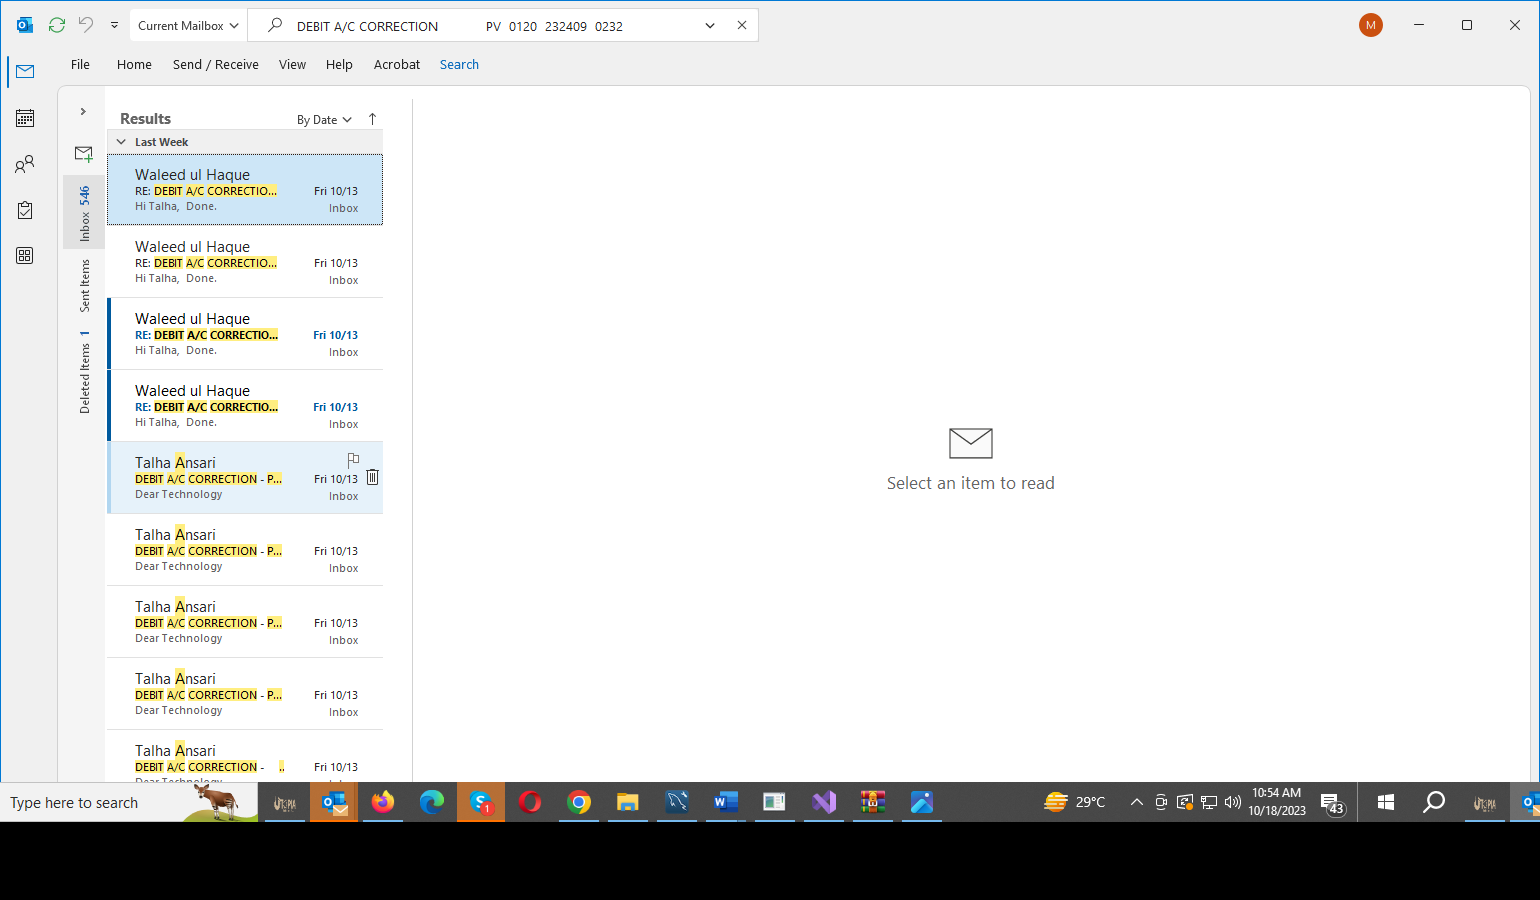 Current Mailbox
DEBIT A/C CORRECTION PV 0120 232409 0232
M
File Home Send / Receive View Help Acrobat Search
Results
By Date
Last Week
Inbox 546
Sent Items
Deleted Items 1
Waleed ul Haque
RE: DEBIT A/C CORRECTIO... Fri 10/13
Hi Talha, Done. Inbox
Waleed ul Haque
RE: DEBIT A/C CORRECTIO... Fri 10/13
Hi Talha, Done. Inbox
Waleed ul Haque
RE: DEBIT A/C CORRECTIO... Fri 10/13
Hi Talha, Done. Inbox
Waleed ul Haque
RE: DEBIT A/C CORRECTIO... Fri 10/13
Hi Talha, Done. Inbox
Talha Ansari
DEBIT A/C CORRECTION - P... Fri 10/13
Dear Technology Inbox
Talha Ansari
DEBIT A/C CORRECTION - P... Fri 10/13
Dear Technology Inbox
Talha Ansari
DEBIT A/C CORRECTION - P... Fri 10/13
Dear Technology Inbox
Talha Ansari
DEBIT A/C CORRECTION - P... Fri 10/13
Dear Technology Inbox
Talha Ansari
DEBIT A/C CORRECTION - .. Fri 10/13
Select an item to read
Type here to search
UTOPIA
1
29°C
10:54 AM
10/18/2023
43
UTOPIA